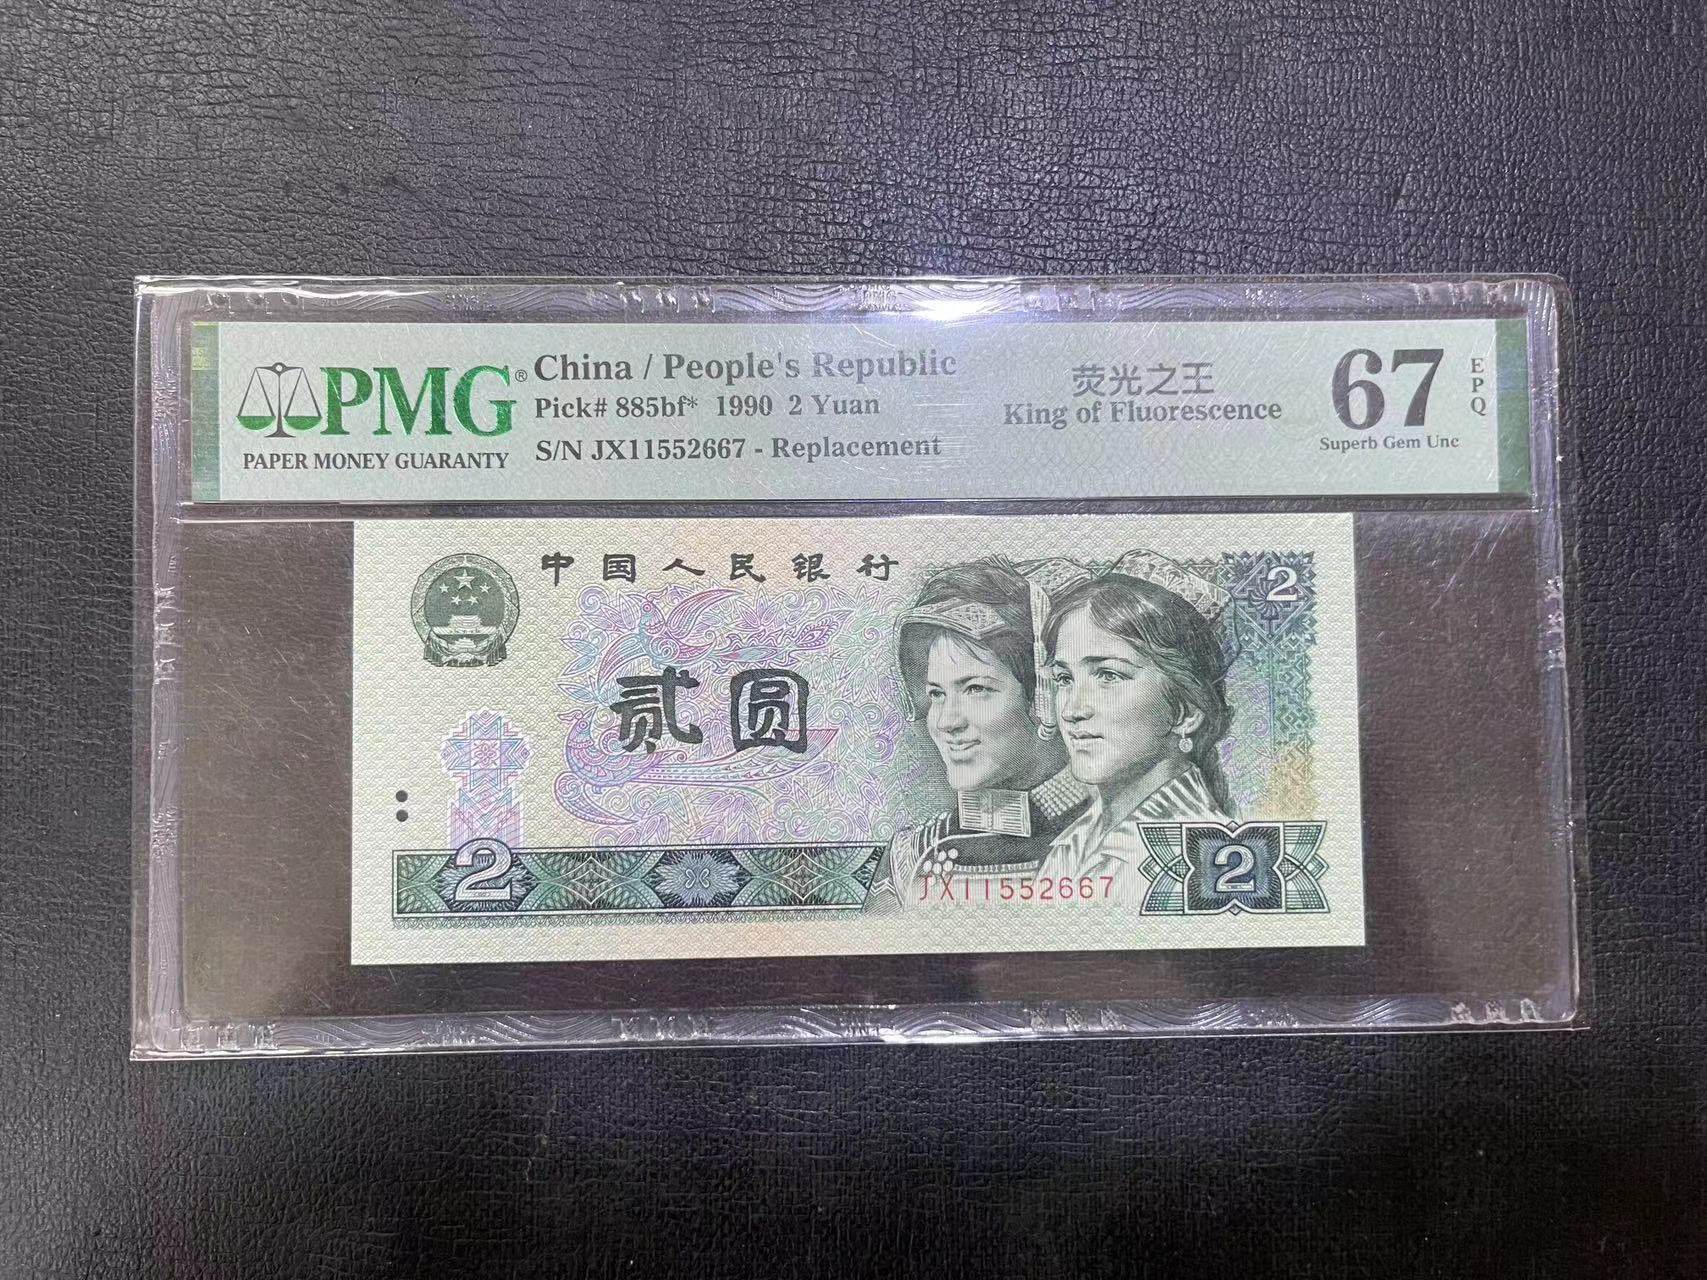 PMG®
PAPER MONEY GUARANTY
China / People's Republic
Pick# 885bf* 1990 2 Yuan
S/N JX11552667 - Replacement
荧光之王
King of Fluorescence
67
EPQ
Superb Gem Unc
中国人民银行
2
贰圆
2
JX11552667
2